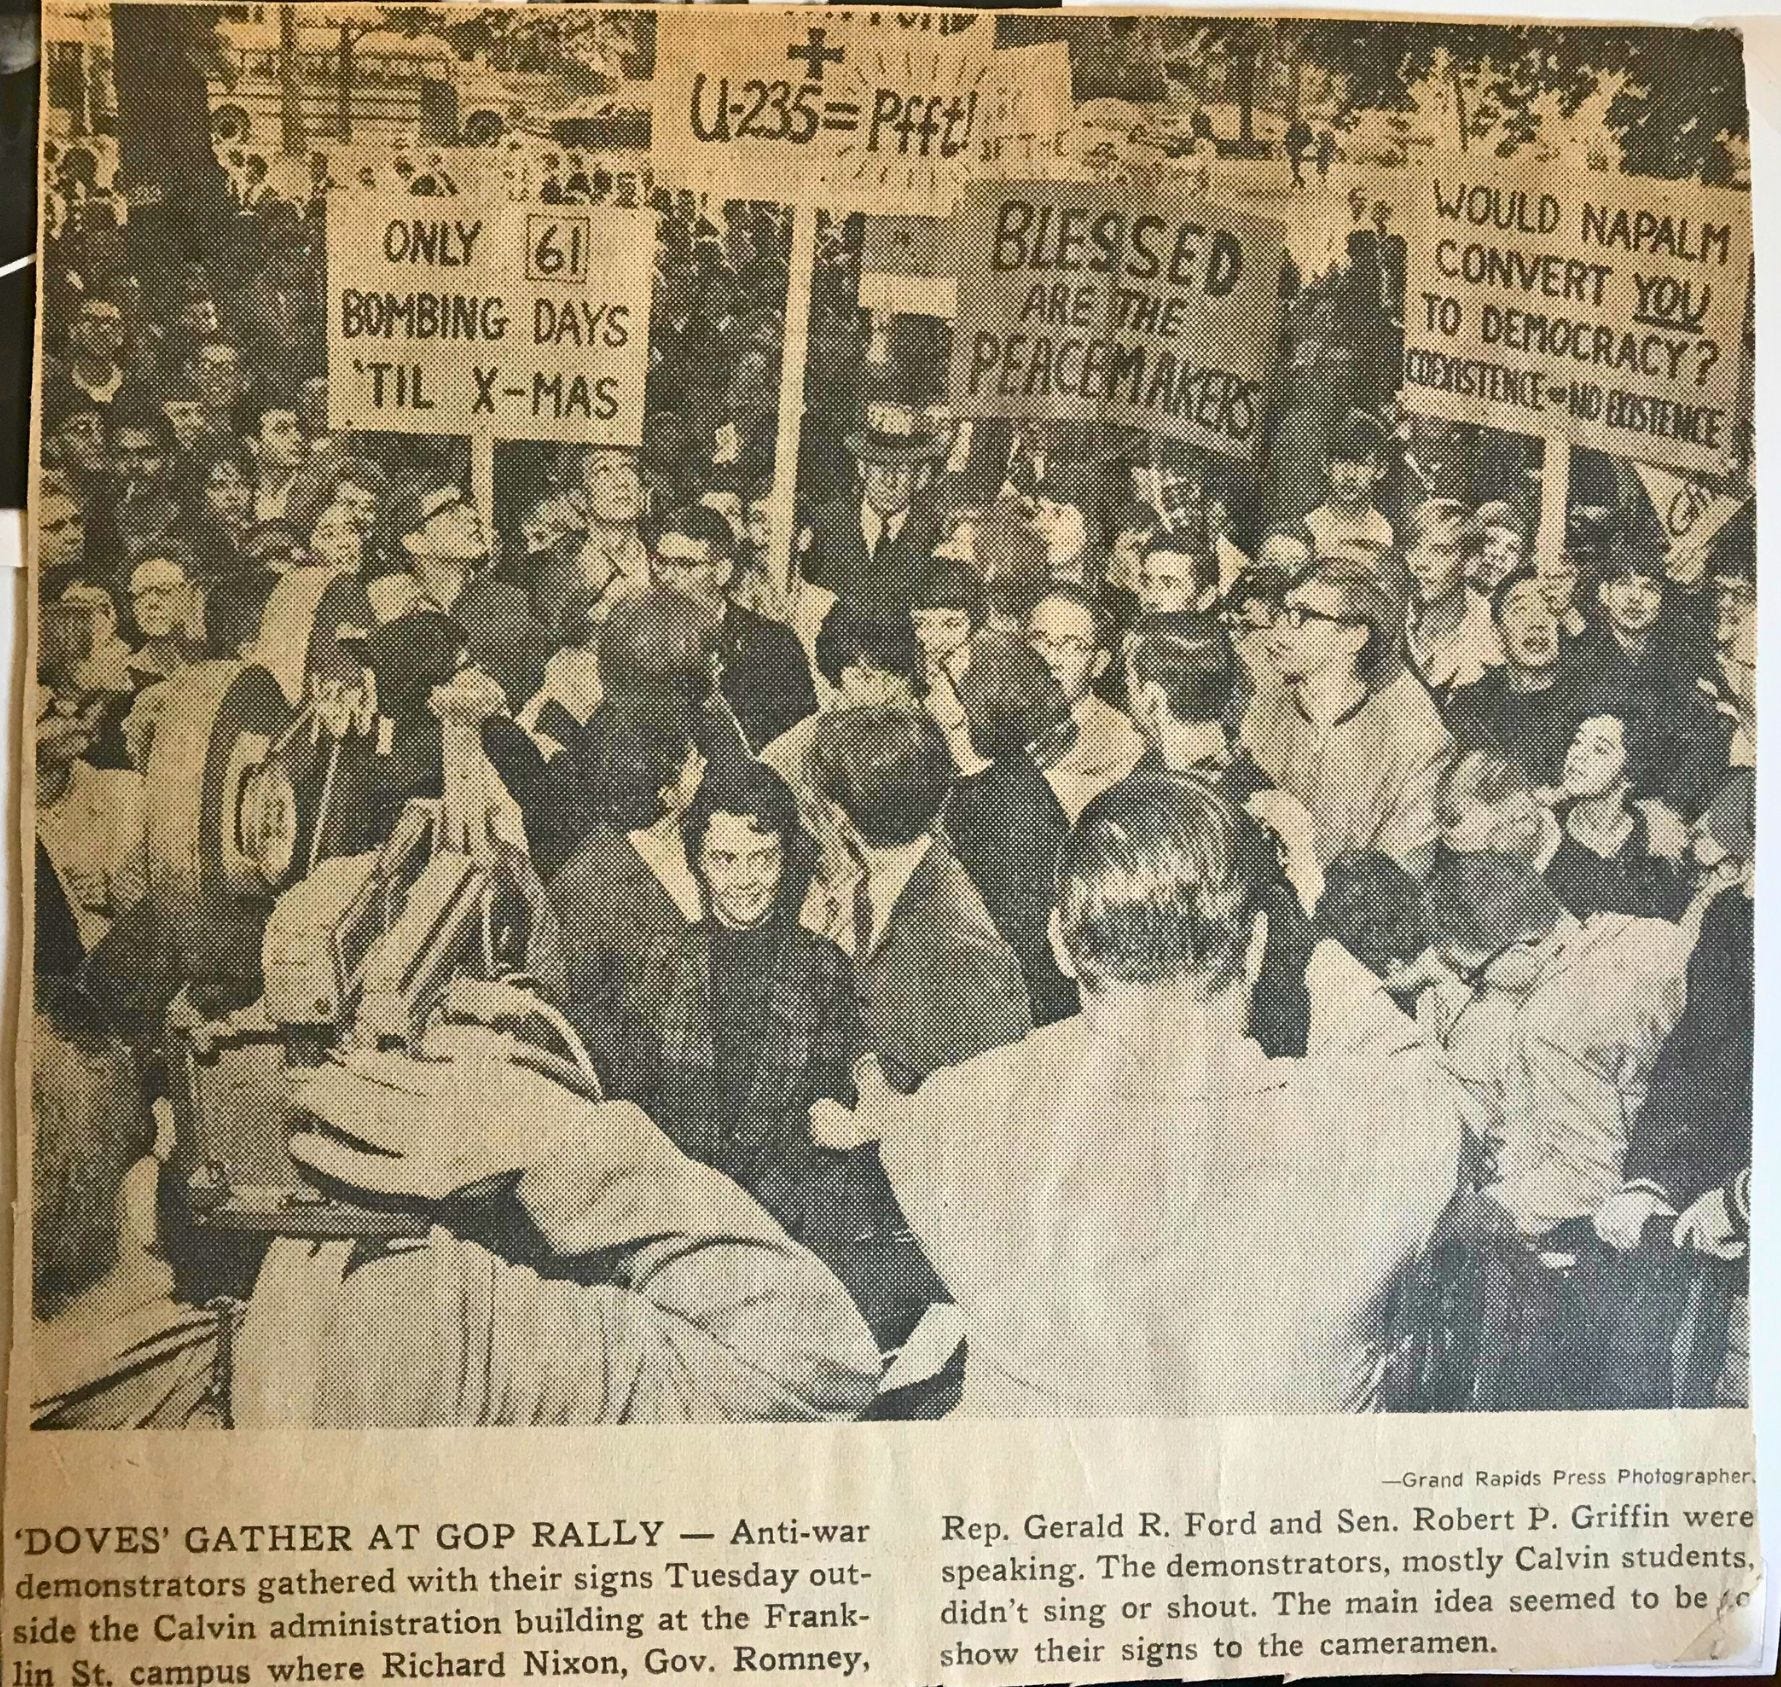 +
U-235 = Pfft!
ONLY 61
BOMBING DAYS
'TIL X-MAS
BLESSED
ARE THE
PEACEMAKERS
WOULD NAPALM
CONVERT YOU
TO DEMOCRACY?
COEXISTENCE or NO EXISTENCE
—Grand Rapids Press Photographer.
'DOVES' GATHER AT GOP RALLY — Anti-war
demonstrators gathered with their signs Tuesday out-
side the Calvin administration building at the Frank-
lin St. campus where Richard Nixon, Gov. Romney,
Rep. Gerald R. Ford and Sen. Robert P. Griffin were
speaking. The demonstrators, mostly Calvin students,
didn't sing or shout. The main idea seemed to be to
show their signs to the cameramen.